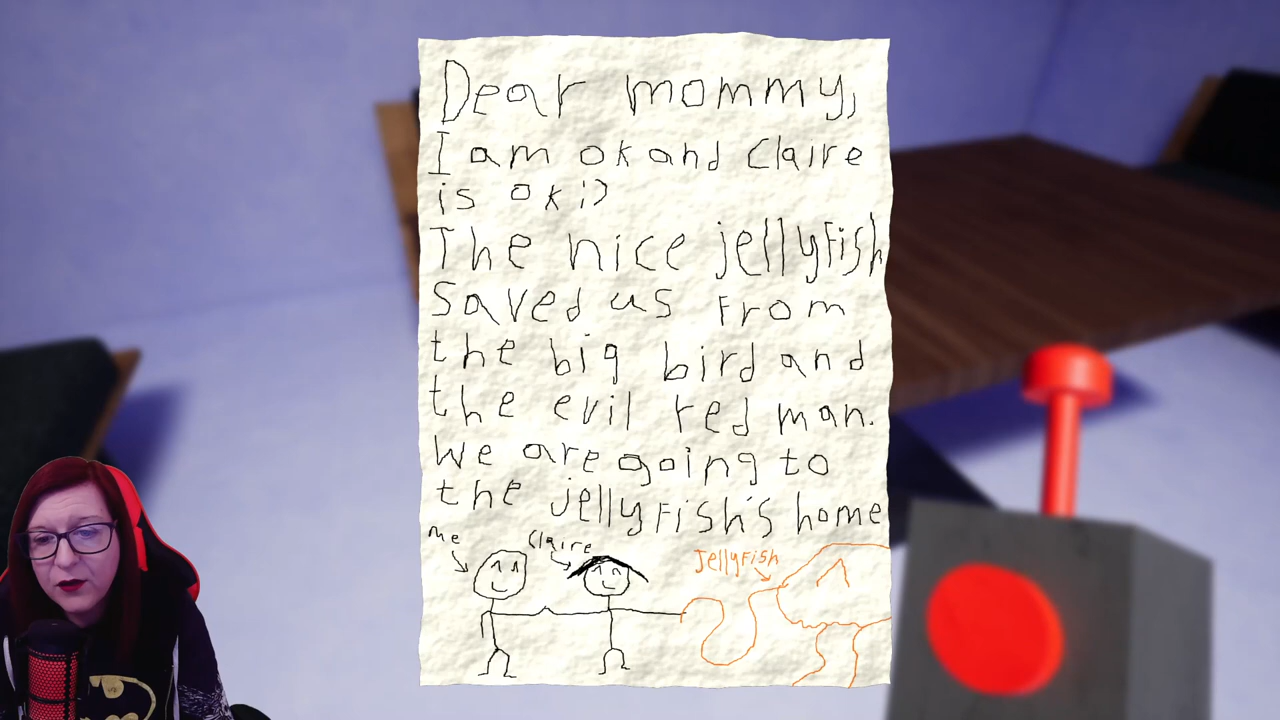 Dear mommy,
I am ok and Claire
is ok :)
The nice jellyfish
saved us from
the big bird and
the evil red man.
We are going to
the jellyfish's home
Me
Claire
Jellyfish